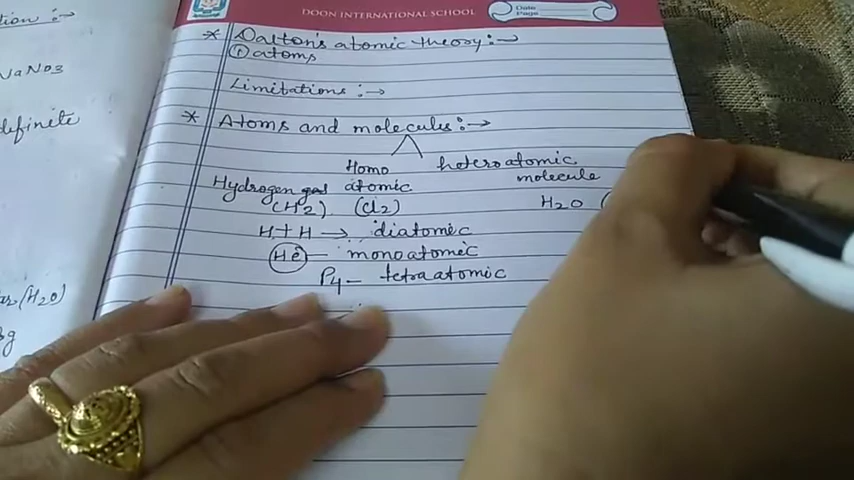 DOON INTERNATIONAL SCHOOL
Date
Page
* Dalton's atomic theory :→
① atoms
Limitations :→
* Atoms and molecules :→
Homo atomic
heteroatomic molecule
Hydrogen gas
(H2) (Cl2)
H2O
H + H → diatomic
He — monoatomic
P4 — tetraatomic
NaNO3
definite
(H2O)